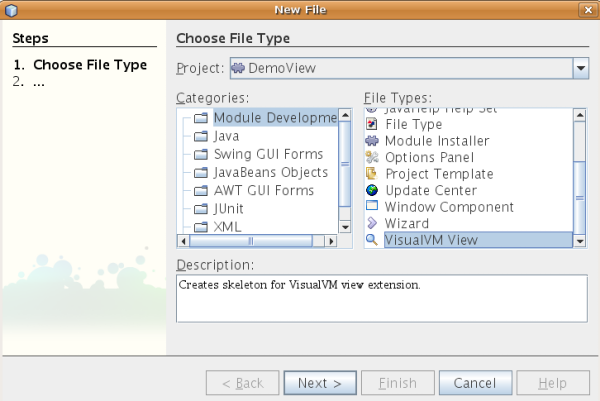 New File
Steps
1. Choose File Type
2. ...
Choose File Type
Project: DemoView
Categories:
Module Developme
Java
Swing GUI Forms
JavaBeans Objects
AWT GUI Forms
JUnit
XML
File Types:
JavaHelp Help Set
File Type
Module Installer
Options Panel
Project Template
Update Center
Window Component
Wizard
VisualVM View
Description:
Creates skeleton for VisualVM view extension.
< Back Next > Finish Cancel Help